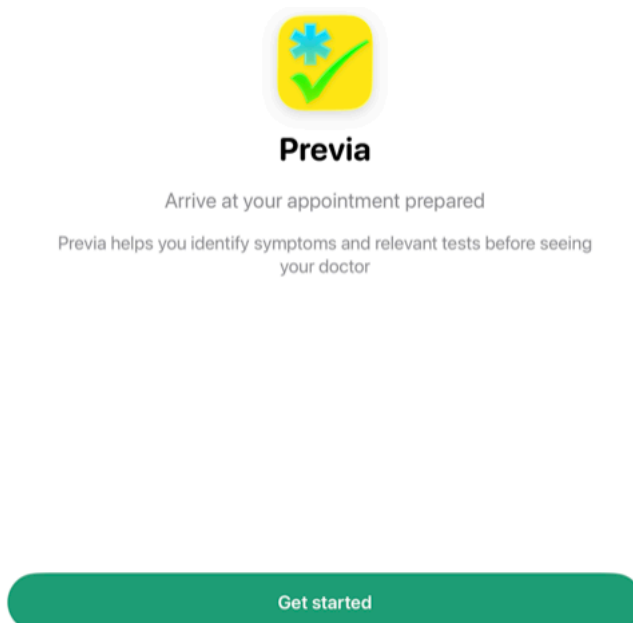 Previa
Arrive at your appointment prepared
Previa helps you identify symptoms and relevant tests before seeing
your doctor
Get started